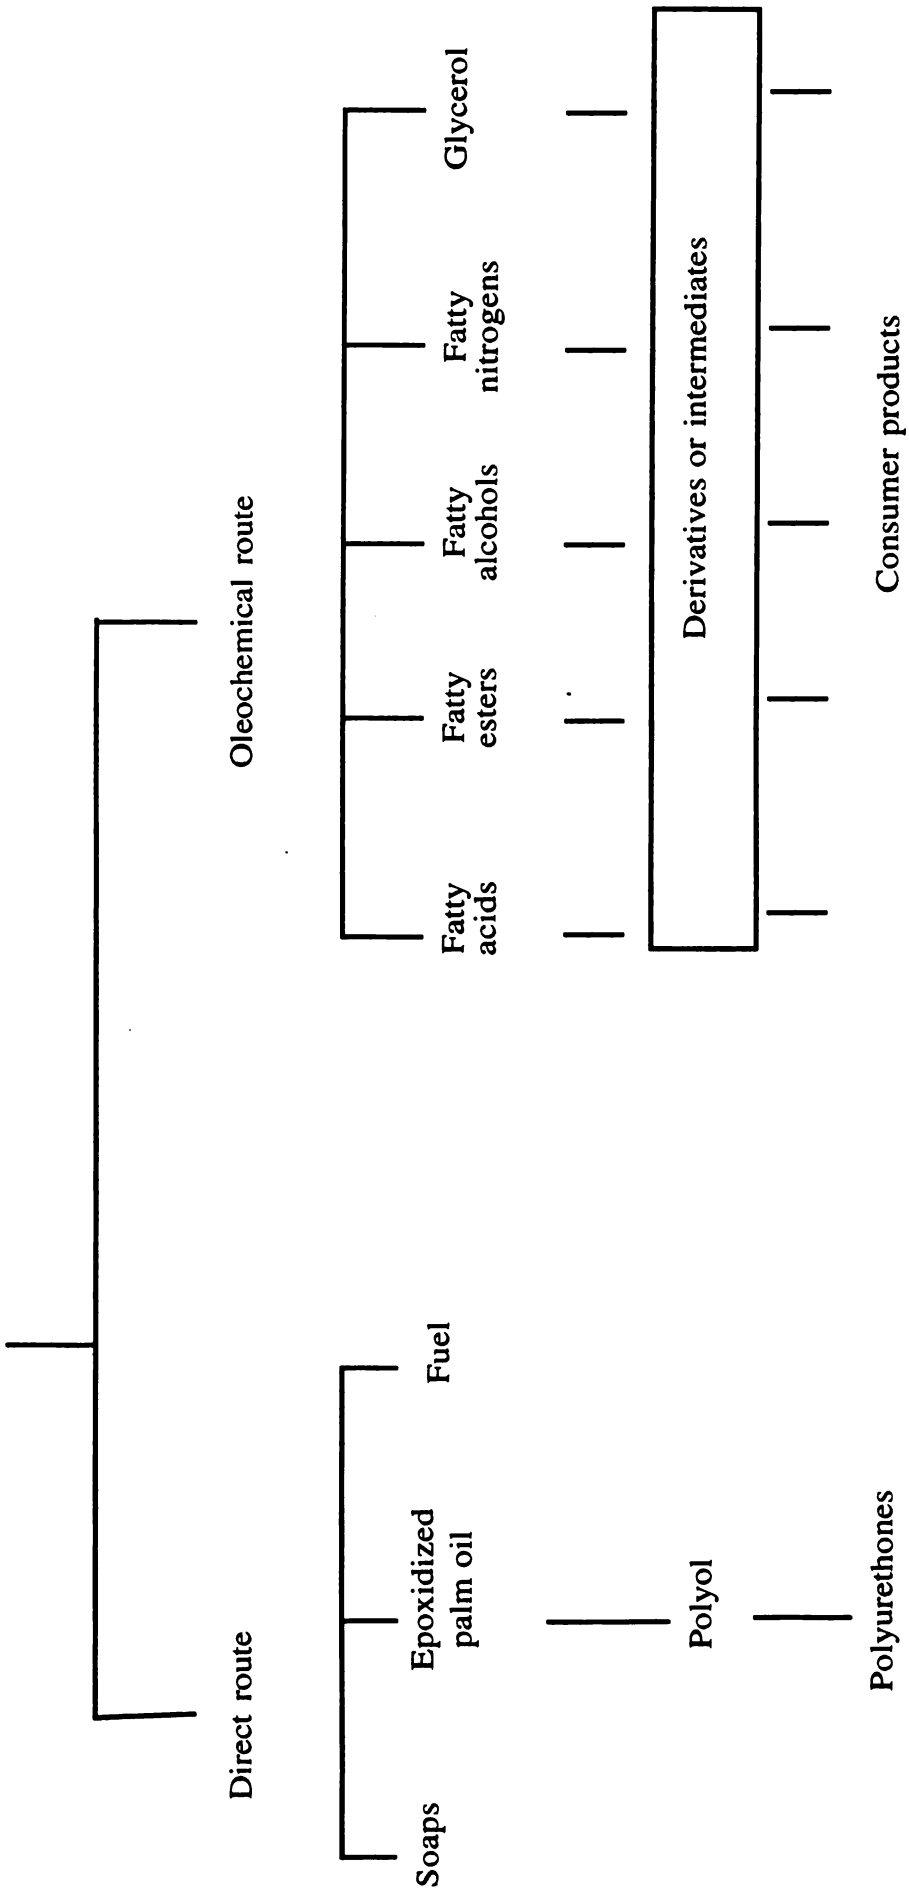 Direct route
Oleochemical route
Soaps
Epoxidized
palm oil
Fuel
Fatty
acids
Fatty
esters
Fatty
alcohols
Fatty
nitrogens
Glycerol
Polyol
Derivatives or intermediates
Polyurethones
Consumer products